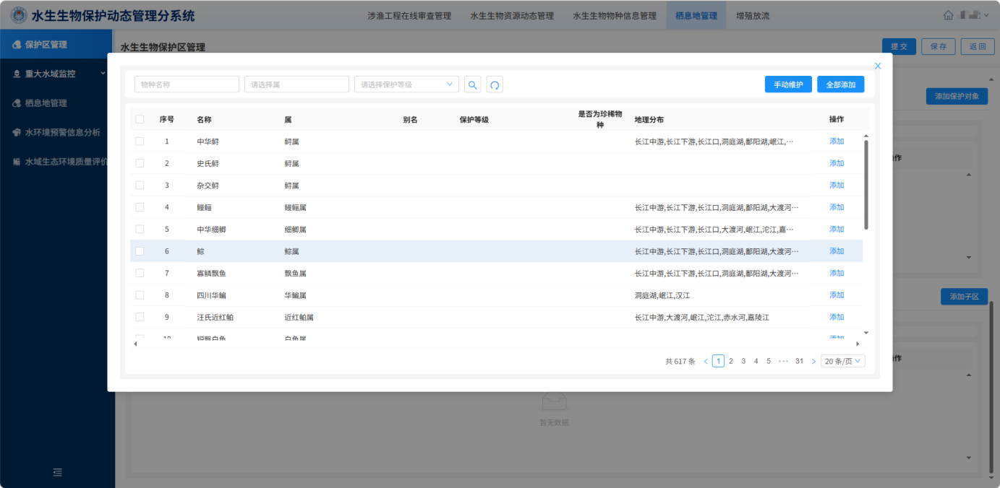 水生生物保护动态管理分系统
涉渔工程在线审查管理 水生生物资源动态管理 水生生物物种信息管理 栖息地管理 增殖放流
保护区管理
重大水域监控
栖息地管理
水环境预警信息分析
水域生态环境质量评价
水生生物保护区管理
提交 保存 返回
添加保护对象
物种名称 请选择属 请选择保护等级 手动维护 全部添加
序号 名称 属 别名 保护等级 是否为珍稀物种 地理分布 操作
1 中华鲟 鲟属 长江中游,长江下游,长江口,洞庭湖,鄱阳湖,岷江,… 添加
2 史氏鲟 鲟属 添加
3 杂交鲟 鲟属 添加
4 鳗鲡 鳗鲡属 长江中游,长江下游,长江口,洞庭湖,鄱阳湖,大渡河… 添加
5 中华细鲫 细鲫属 长江中游,长江下游,长江口,大渡河,岷江,沱江,嘉… 添加
6 鯮 鯮属 长江中游,长江下游,长江口,洞庭湖,鄱阳湖,大渡河… 添加
7 寡鳞飘鱼 飘鱼属 长江中游,长江下游,长江口,洞庭湖,鄱阳湖,大渡河… 添加
8 四川华鳊 华鳊属 洞庭湖,岷江,汉江 添加
9 汪氏近红鲌 近红鲌属 长江中游,大渡河,岷江,沱江,赤水河,嘉陵江 添加
10 短臀白鱼 白鱼属 添加
共 617 条 < 1 2 3 4 5 ··· 31 > 20 条/页
作
添加子区
作
暂无数据